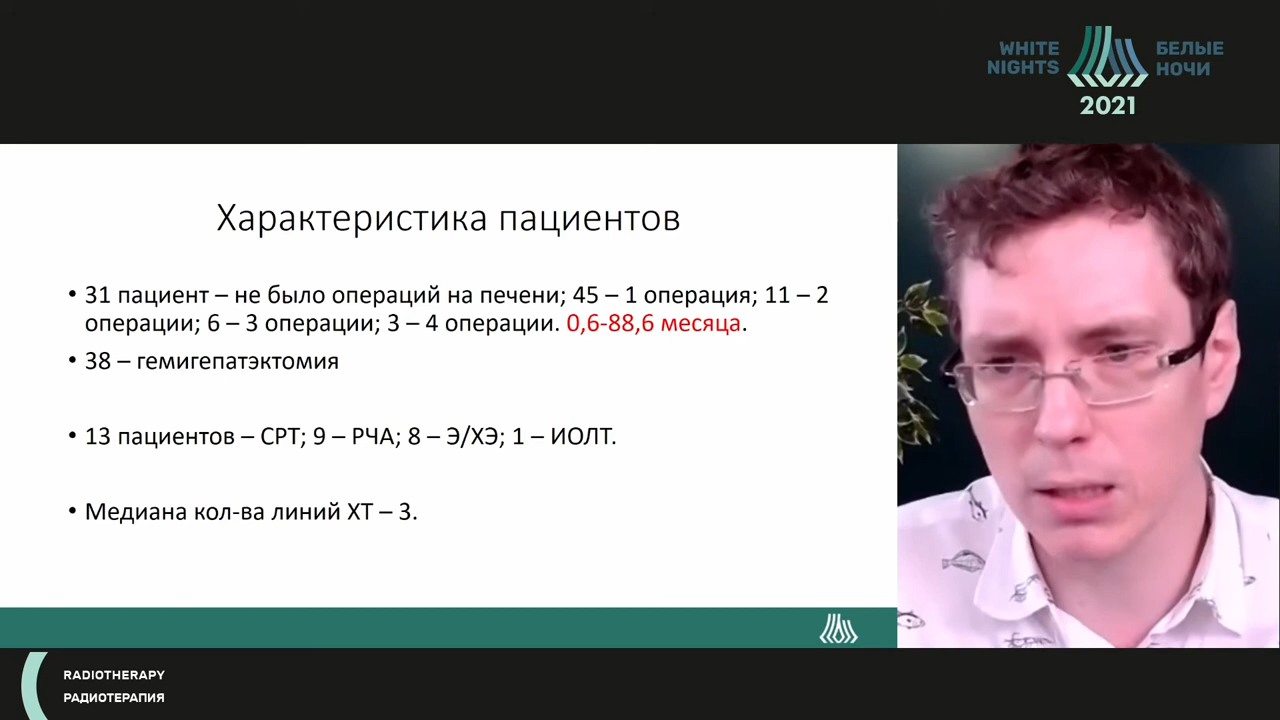 WHITE NIGHTS
БЕЛЫЕ НОЧИ
2021
Характеристика пациентов
• 31 пациент – не было операций на печени; 45 – 1 операция; 11 – 2
операции; 6 – 3 операции; 3 – 4 операции. 0,6-88,6 месяца.
• 38 – гемигепатэктомия
• 13 пациентов – СРТ; 9 – РЧА; 8 – Э/ХЭ; 1 – ИОЛТ.
• Медиана кол-ва линий ХТ – 3.
RADIOTHERAPY
РАДИОТЕРАПИЯ